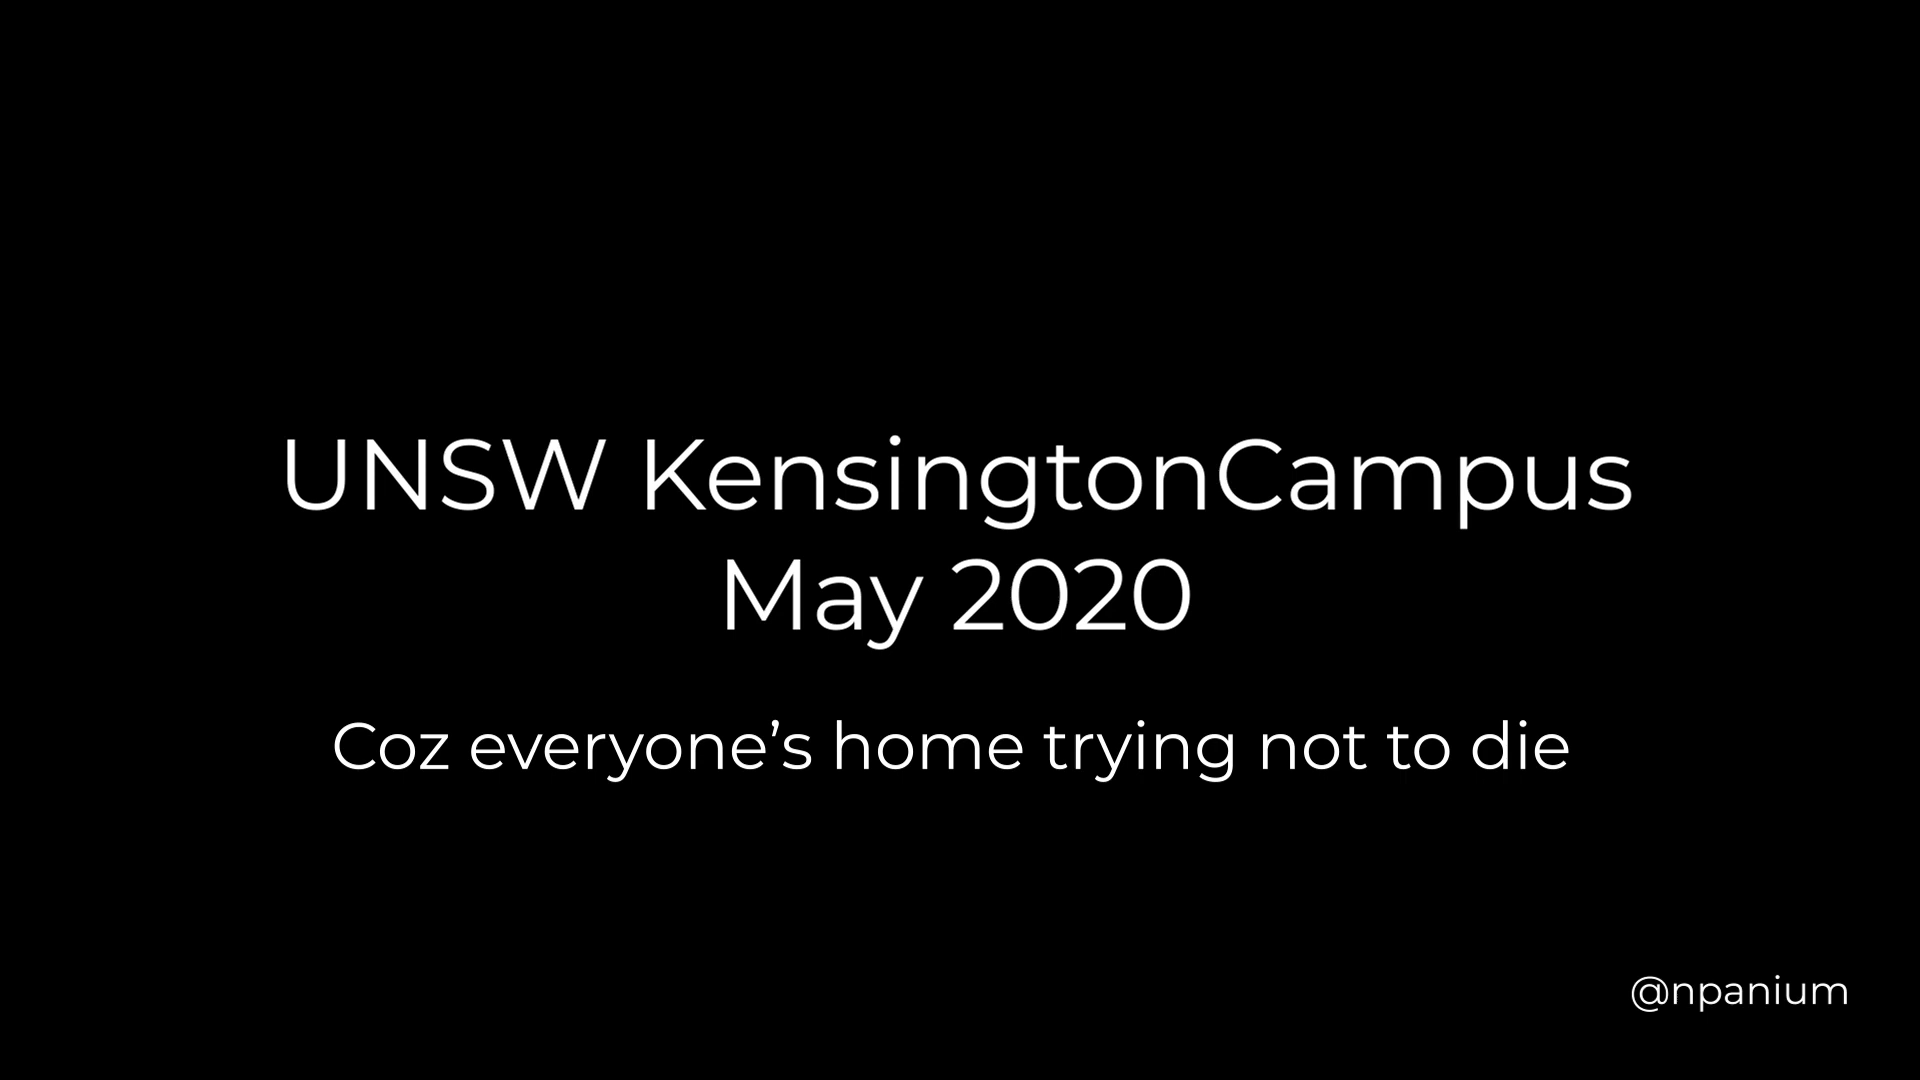 UNSW KensingtonCampus
May 2020
Coz everyone’s home trying not to die
@npanium